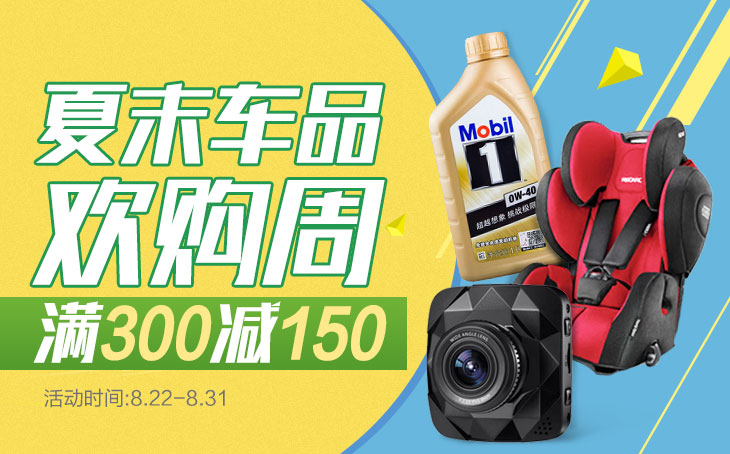 夏末车品
欢购周
满300减150
活动时间:8.22-8.31
Mobil
1
0W-40
超越想象 挑战极限
RECARO
WIDE ANGLE LENS